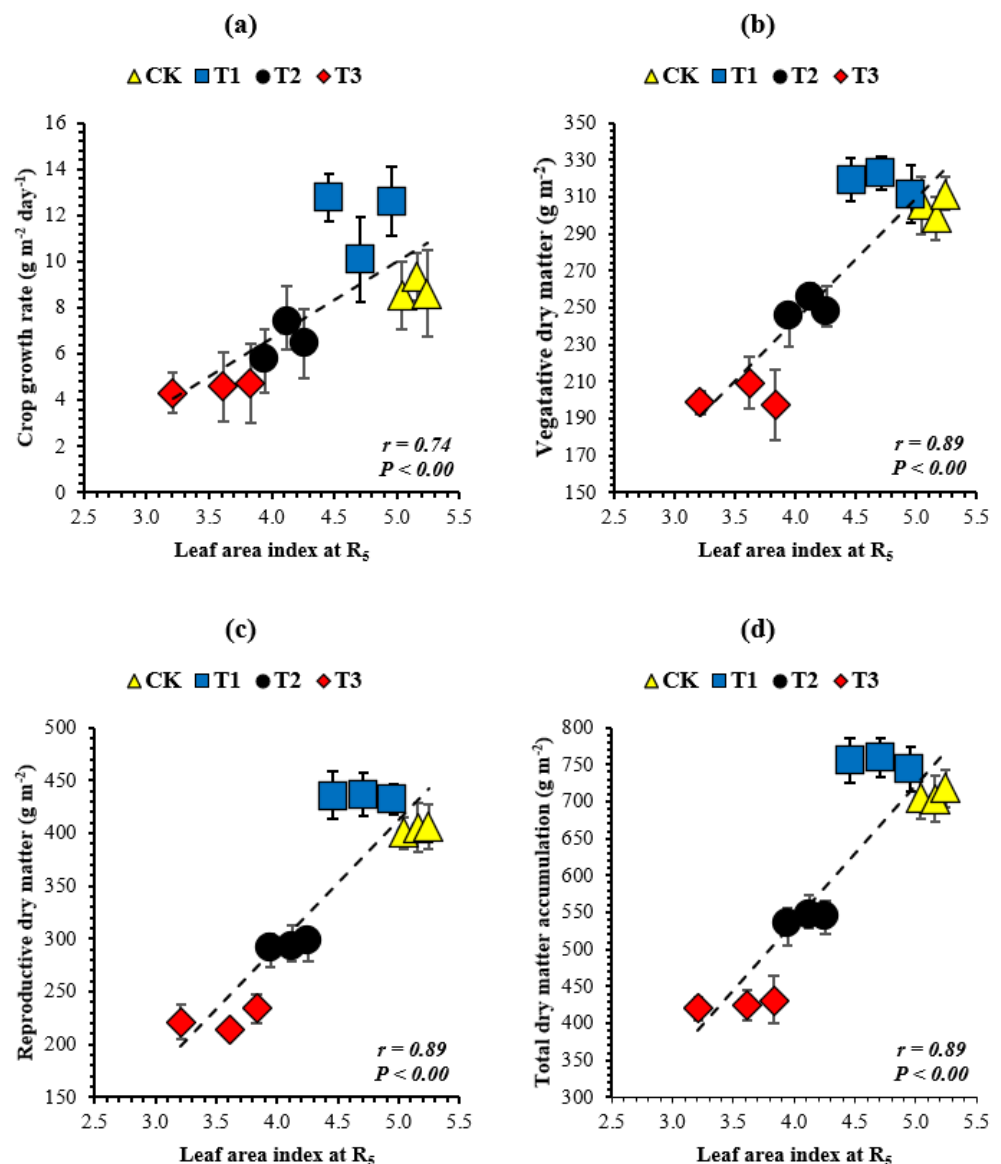 (a)
CK T1 T2 T3
Crop growth rate (g m-2 day-1)
16
14
12
10
8
6
4
2
0
r = 0.74
P < 0.00
2.5 3.0 3.5 4.0 4.5 5.0 5.5
Leaf area index at R5
(b)
CK T1 T2 T3
Vegatative dry matter (g m-2)
350
330
310
290
270
250
230
210
190
170
150
r = 0.89
P < 0.00
2.5 3.0 3.5 4.0 4.5 5.0 5.5
Leaf area index at R5
(c)
CK T1 T2 T3
Reproductive dry matter (g m-2)
500
450
400
350
300
250
200
150
r = 0.89
P < 0.00
2.5 3.0 3.5 4.0 4.5 5.0 5.5
Leaf area index at R5
(d)
CK T1 T2 T3
Total dry matter accumulation (g m-2)
800
750
700
650
600
550
500
450
400
350
300
r = 0.89
P < 0.00
2.5 3.0 3.5 4.0 4.5 5.0 5.5
Leaf area index at R5